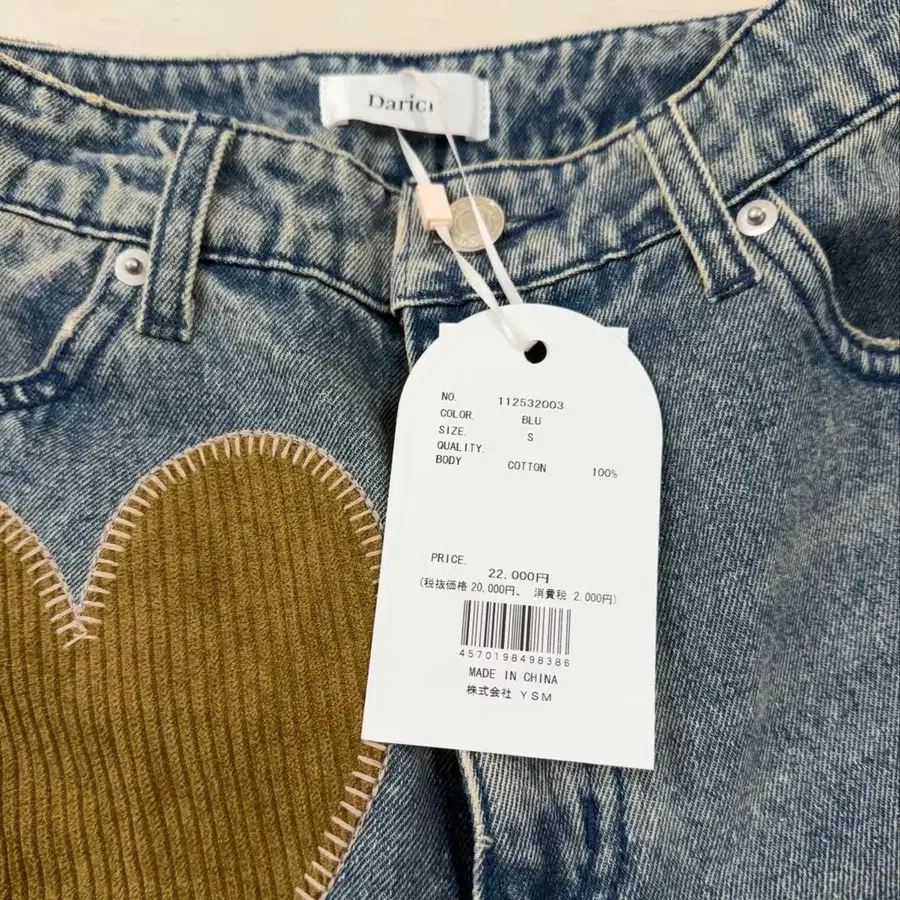 NO. 112532003
COLOR. BLU
SIZE. S
QUALITY.
BODY COTTON 100%
PRICE.
22,000円
(税抜価格 20,000円、 消費税 2,000円)
4570198498386
MADE IN CHINA
株式会社 YSM